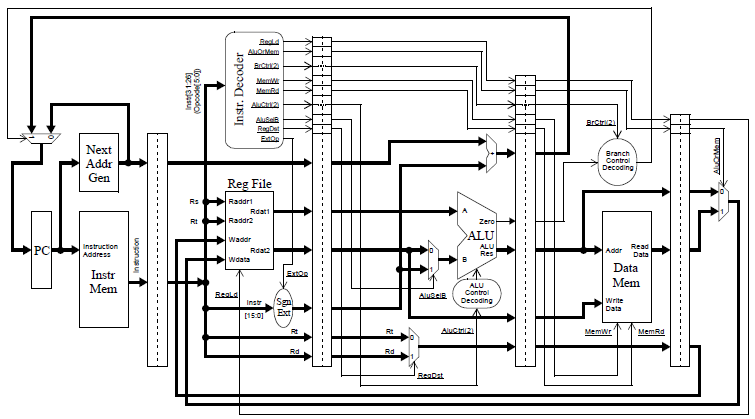 RegLd
AluOrMem
BrCtrl(2)
MemWr
MemRd
AluCtrl(2)
AluSelB
RegDst
ExtOp
Instr. Decoder
Instr[31:26]
(Opcode[5:0])
1
0
Next
Addr
Gen
PC
Instruction
Address
Instr
Mem
Instruction
Reg File
Rs
Raddr1
Rdat1
Rt
Raddr2
Waddr
Rdat2
Wdata
RegLd
ExtOp
Sgn
Ext
Instr
[15:0]
Rt
Rd
+
A
Zero
ALU
ALU
Res
B
0
1
AluSelB
ALU
Control
Decoding
AluCtrl(2)
Rt
0
Rd
1
RegDst
BrCtrl(2)
Branch
Control
Decoding
AluOrMem
0
1
Addr
Read
Data
Data
Mem
Write
Data
MemWr
MemRd